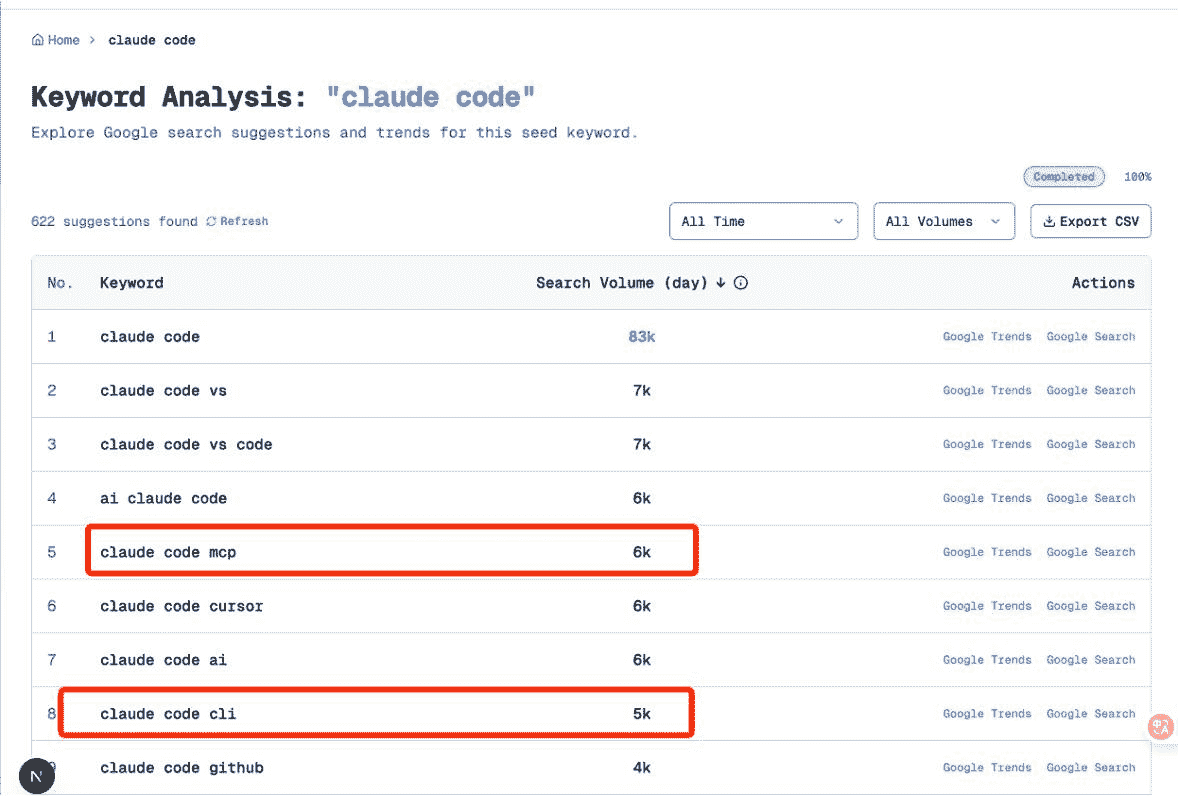 Home > claude code
Keyword Analysis: "claude code"
Explore Google search suggestions and trends for this seed keyword.
Completed 100%
622 suggestions found Refresh All Time All Volumes Export CSV
No. Keyword Search Volume (day) ↓ Actions
1 claude code 83k Google Trends Google Search
2 claude code vs 7k Google Trends Google Search
3 claude code vs code 7k Google Trends Google Search
4 ai claude code 6k Google Trends Google Search
5 claude code mcp 6k Google Trends Google Search
6 claude code cursor 6k Google Trends Google Search
7 claude code ai 6k Google Trends Google Search
8 claude code cli 5k Google Trends Google Search
claude code github 4k Google Trends Google Search
N